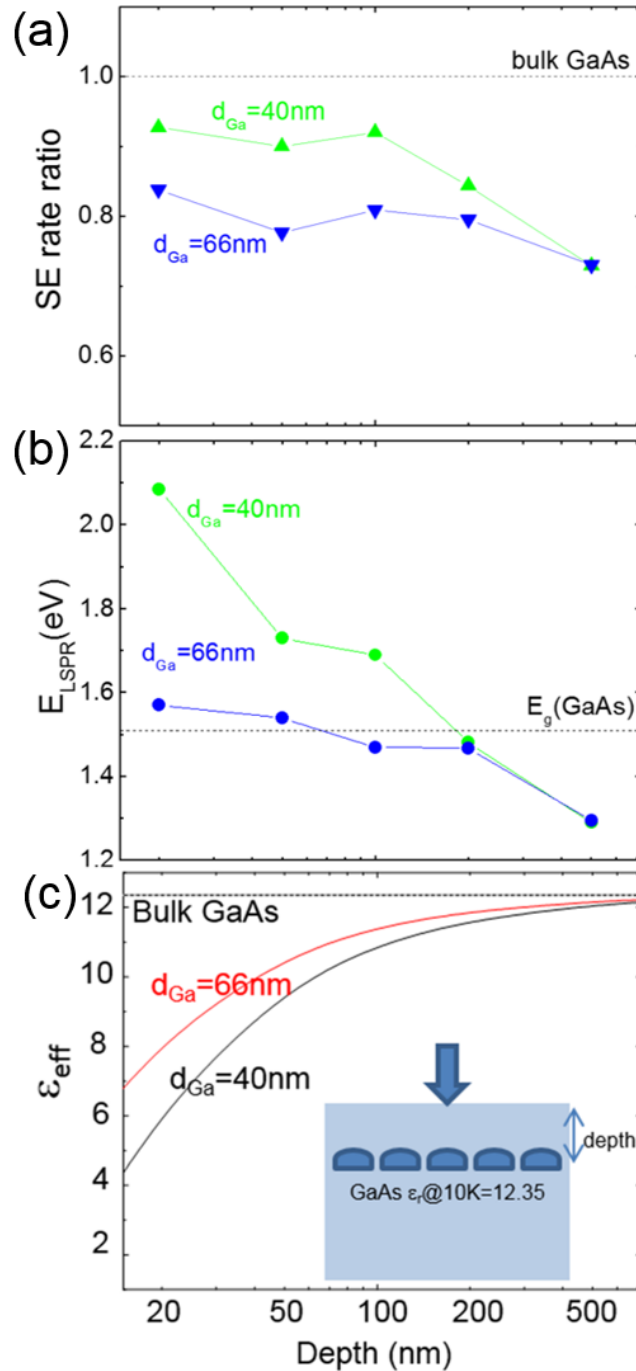 (a)
bulk GaAs
1.0
d_Ga=40nm
0.8
d_Ga=66nm
0.6
SE rate ratio
(b)
2.2
d_Ga=40nm
2.0
1.8
d_Ga=66nm
1.6
E_g(GaAs)
1.4
1.2
E_LSPR(eV)
(c)
12
Bulk GaAs
10
d_Ga=66nm
8
d_Ga=40nm
6
depth
4
GaAs ε_r@10K=12.35
2
ε_eff
20 50 100 200 500
Depth (nm)